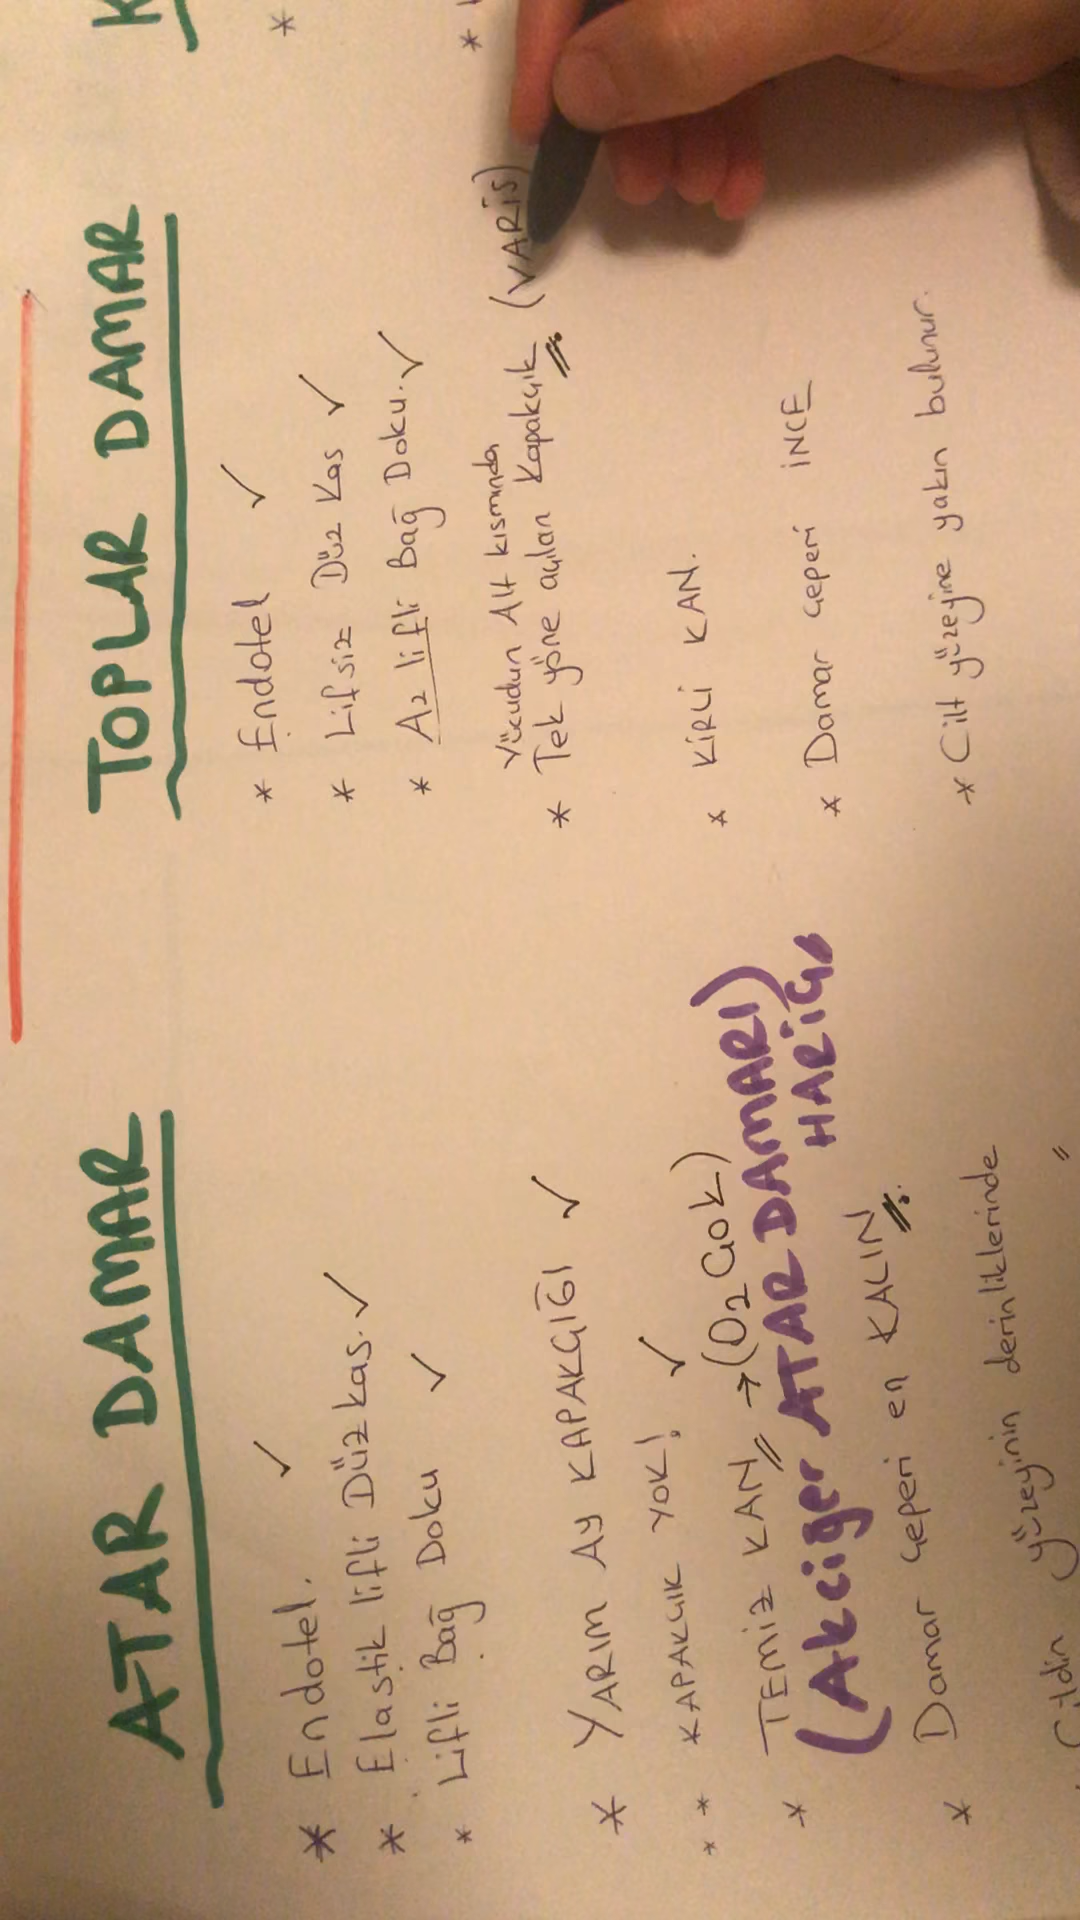 ATAR DAMAR
* Endotel. ✓
* Elastik lifli Düz kas. ✓
* Lifli Bağ Doku ✓
* YARIM AY KAPAKÇIĞI ✓
* * KAPAKÇIK YOK! ✓
* TEMİZ KAN → (O2 ÇOK)
(Akciğer ATARDAMARI)
HARİÇ
* Damar çeperi en KALIN
Cildin yüzeyinin derinliklerinde "
TOPLAR DAMAR
* Endotel ✓
* Lifsiz Düz Kas ✓
* Az lifli Bağ Doku. ✓
Vücudun Alt kısmında
* Tek yöne açılan Kapakçık (VARİS)
* KİRLİ KAN.
* Damar çeperi İNCE
* Cilt yüzeyine yakın bulunur.
K
*
*